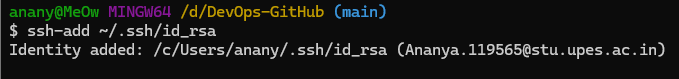 anany@MeOw MINGW64 /d/DevOps-GitHub (main)
$ ssh-add ~/.ssh/id_rsa
Identity added: /c/Users/anany/.ssh/id_rsa (Ananya.119565@stu.upes.ac.in)